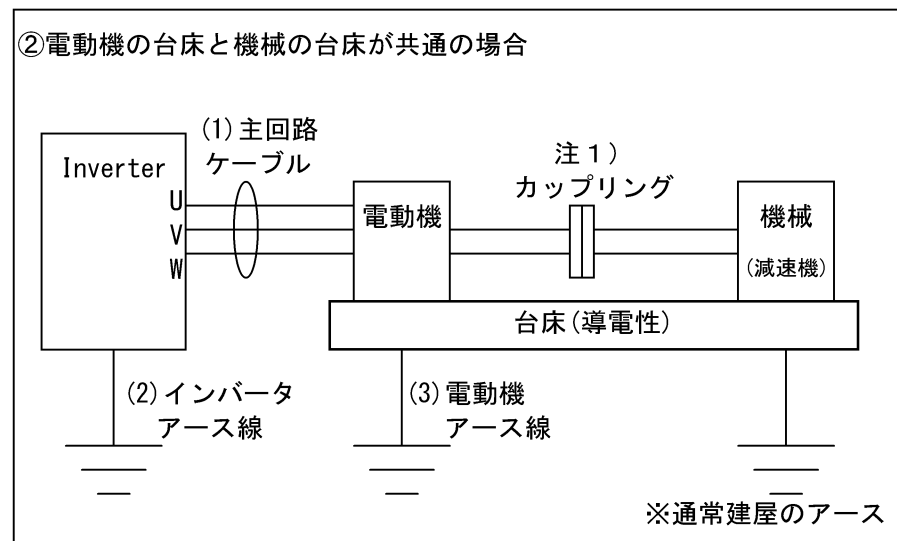 ②電動機の台床と機械の台床が共通の場合
(1)主回路
ケーブル
Inverter
U
V
W
電動機
注１)
カップリング
機械
(減速機)
台床(導電性)
(2)インバータ
アース線
(3)電動機
アース線
※通常建屋のアース